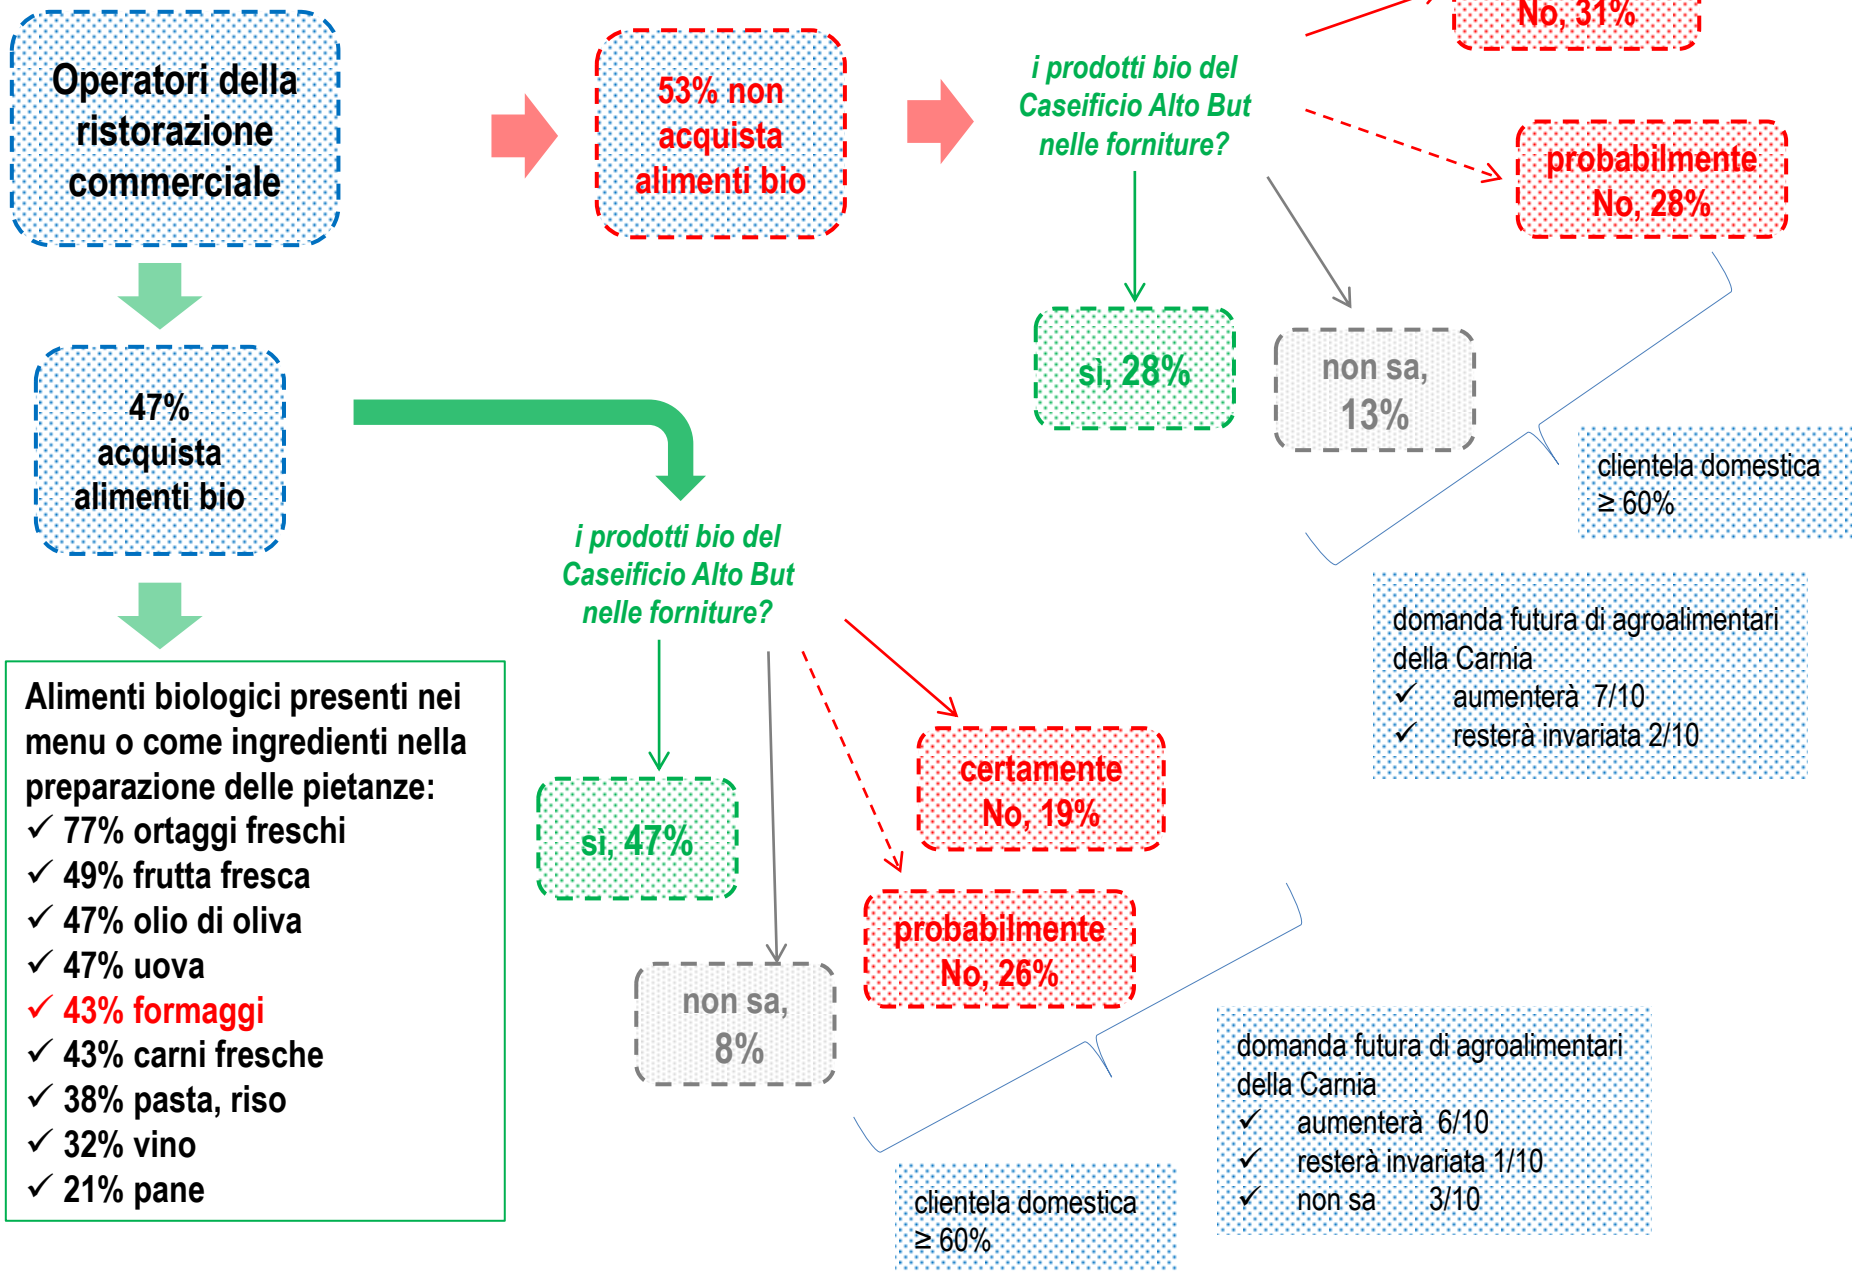 Operatori della
ristorazione
commerciale
53% non
acquista
alimenti bio
i prodotti bio del
Caseificio Alto But
nelle forniture?
No, 31%
probabilmente
No, 28%
sì, 28%
non sa,
13%
clientela domestica
≥ 60%
domanda futura di agroalimentari
della Carnia
✓ aumenterà 7/10
✓ resterà invariata 2/10
47%
acquista
alimenti bio
i prodotti bio del
Caseificio Alto But
nelle forniture?
certamente
No, 19%
sì, 47%
probabilmente
No, 26%
non sa,
8%
clientela domestica
≥ 60%
domanda futura di agroalimentari
della Carnia
✓ aumenterà 6/10
✓ resterà invariata 1/10
✓ non sa 3/10
Alimenti biologici presenti nei
menu o come ingredienti nella
preparazione delle pietanze:
✓ 77% ortaggi freschi
✓ 49% frutta fresca
✓ 47% olio di oliva
✓ 47% uova
✓ 43% formaggi
✓ 43% carni fresche
✓ 38% pasta, riso
✓ 32% vino
✓ 21% pane